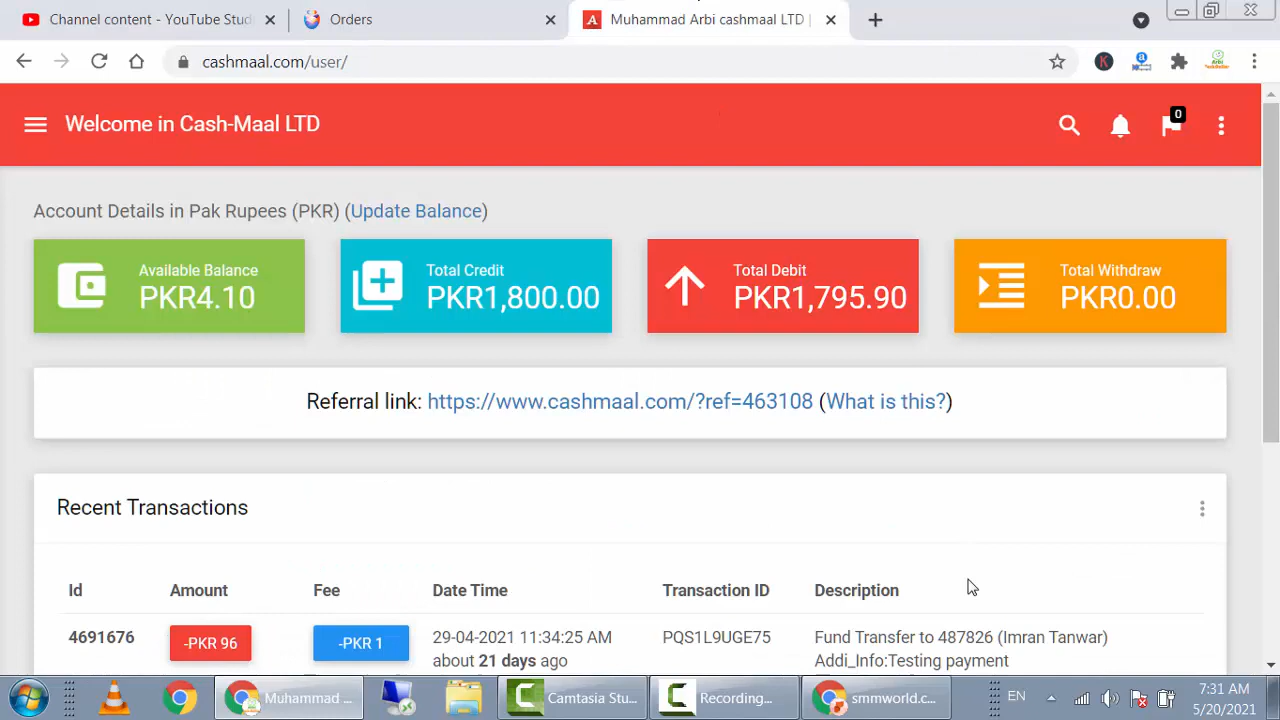 Channel content - YouTube Stud
Orders
Muhammad Arbi cashmaal LTD |
cashmaal.com/user/
Welcome in Cash-Maal LTD
0
Account Details in Pak Rupees (PKR) (Update Balance)
Available Balance
PKR4.10
Total Credit
PKR1,800.00
Total Debit
PKR1,795.90
Total Withdraw
PKR0.00
Referral link: https://www.cashmaal.com/?ref=463108 (What is this?)
Recent Transactions
Id Amount Fee Date Time Transaction ID Description
4691676 -PKR 96 -PKR 1 29-04-2021 11:34:25 AM PQS1L9UGE75 Fund Transfer to 487826 (Imran Tanwar)
about 21 days ago Addi_Info:Testing payment
Muhammad ...
Camtasia Stu...
Recording...
smmworld.c...
EN
7:31 AM
5/20/2021